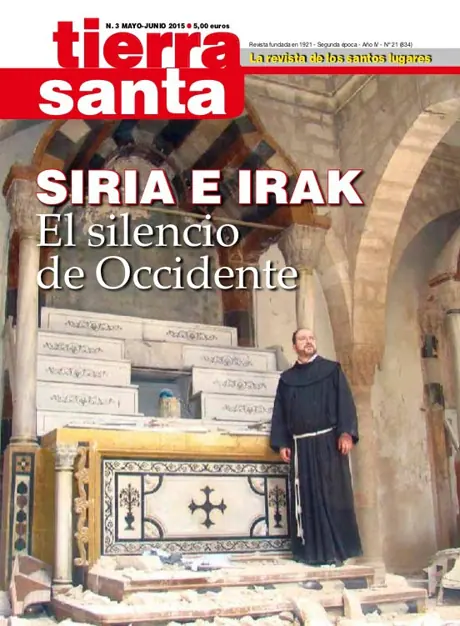 N. 3 MAYO-JUNIO 2015 ● 5,00 euros
tierra
santa
Revista fundada en 1921 - Segunda época - Año IV - Nº 21 (834)
La revista de los santos lugares
SIRIA E IRAK
El silencio
de Occidente